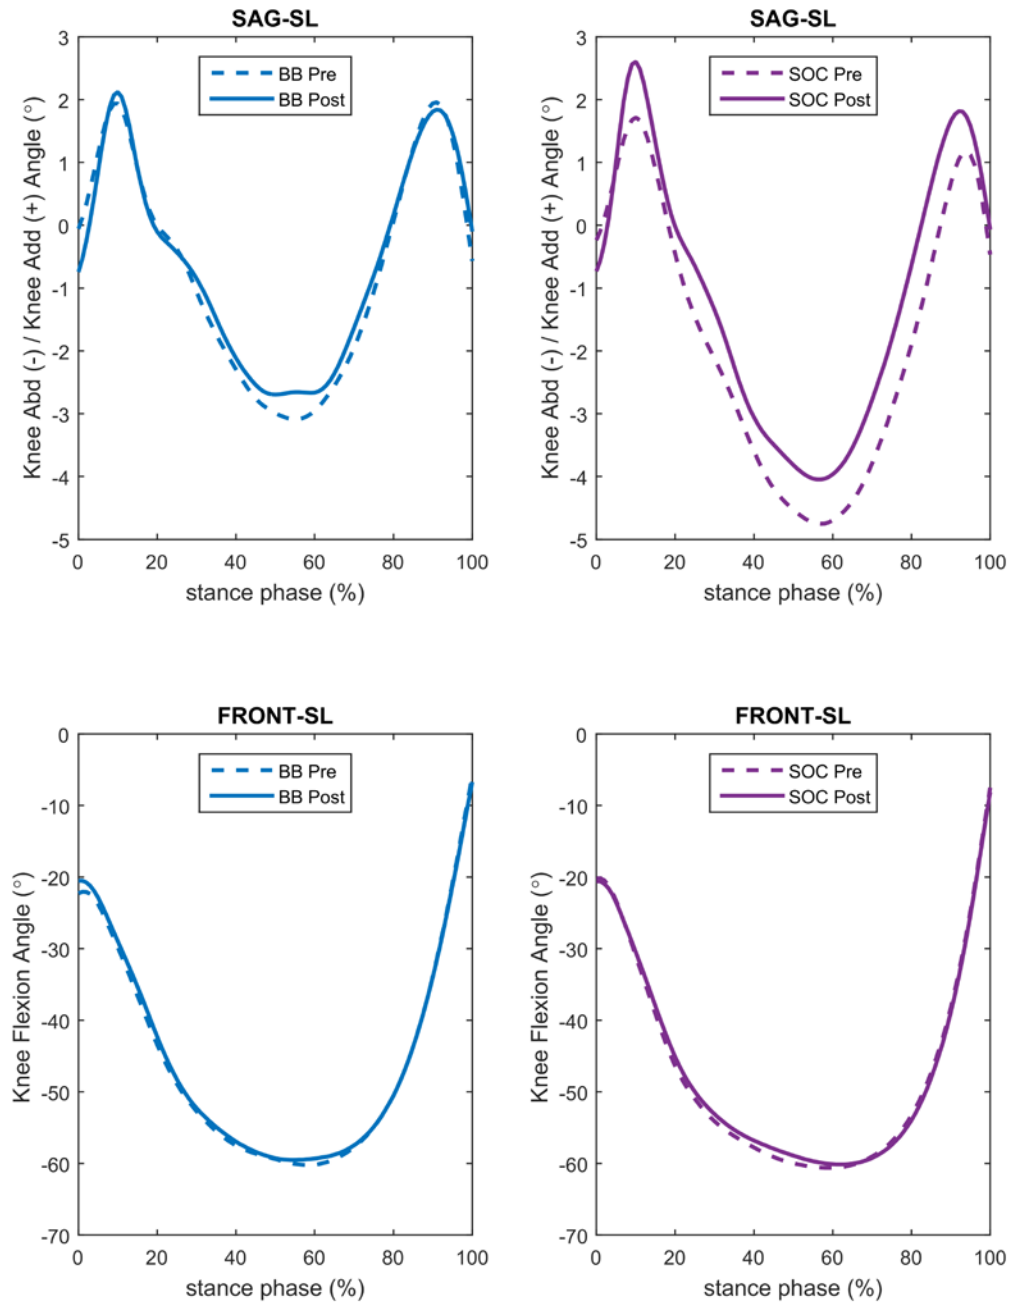 SAG-SL
3
2
1
0
-1
-2
-3
-4
-5
Knee Abd (-) / Knee Add (+) Angle (°)
BB Pre
BB Post
0 20 40 60 80 100
stance phase (%)
SAG-SL
3
2
1
0
-1
-2
-3
-4
-5
Knee Abd (-) / Knee Add (+) Angle (°)
SOC Pre
SOC Post
0 20 40 60 80 100
stance phase (%)
FRONT-SL
0
-10
-20
-30
-40
-50
-60
-70
Knee Flexion Angle (°)
BB Pre
BB Post
0 20 40 60 80 100
stance phase (%)
FRONT-SL
0
-10
-20
-30
-40
-50
-60
-70
Knee Flexion Angle (°)
SOC Pre
SOC Post
0 20 40 60 80 100
stance phase (%)